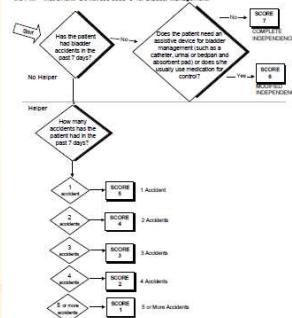 Start
Has the patient
had bladder
accidents in the
past 7 days?
No
Does the patient need an
assistive device for bladder
management (such as a
catheter, urinal or bedpan and
absorbent pad) or does s/he
usually use medication for
control?
No
SCORE
7
COMPLETE
INDEPENDENC
Yes
SCORE
6
MODIFIED
INDEPENDENC
No Helper
Helper
How many
accidents has the
patient had in the
past 7 days?
1
accident
SCORE
5
1 Accident
2
accidents
SCORE
4
2 Accidents
3
accidents
SCORE
3
3 Accidents
4
accidents
SCORE
2
4 Accidents
5 or more
accidents
SCORE
1
5 or More Accidents